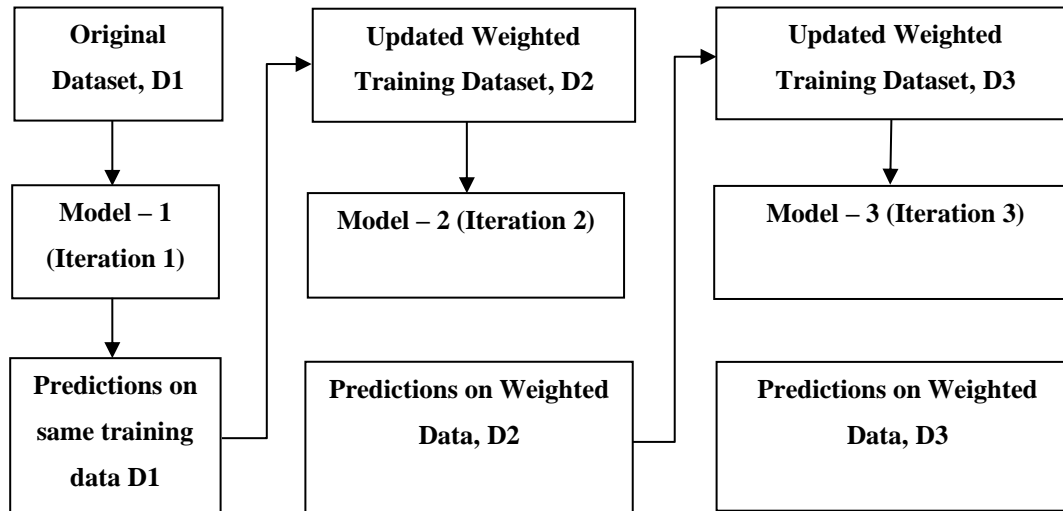 Original
Dataset, D1
Model – 1
(Iteration 1)
Predictions on
same training
data D1
Updated Weighted
Training Dataset, D2
Model – 2 (Iteration 2)
Predictions on Weighted
Data, D2
Updated Weighted
Training Dataset, D3
Model – 3 (Iteration 3)
Predictions on Weighted
Data, D3